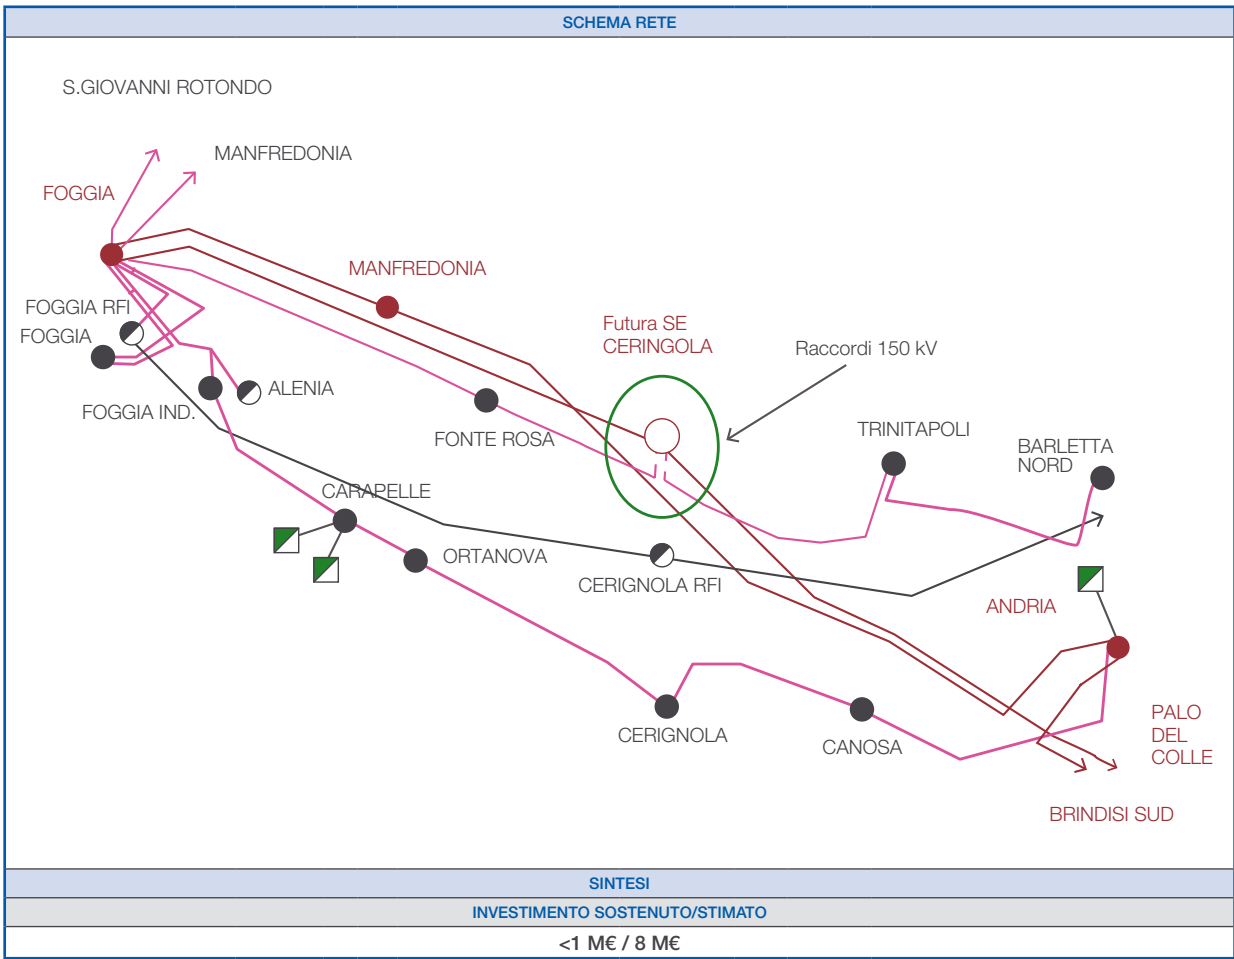 SCHEMA RETE
S.GIOVANNI ROTONDO
MANFREDONIA
FOGGIA
MANFREDONIA
FOGGIA RFI
FOGGIA
Futura SE
CERINGOLA
Raccordi 150 kV
ALENIA
FOGGIA IND.
FONTE ROSA
TRINITAPOLI
BARLETTA
NORD
CARAPELLE
ORTANOVA
CERIGNOLA RFI
ANDRIA
CERIGNOLA
CANOSA
PALO
DEL
COLLE
BRINDISI SUD
SINTESI
INVESTIMENTO SOSTENUTO/STIMATO
<1 M€ / 8 M€